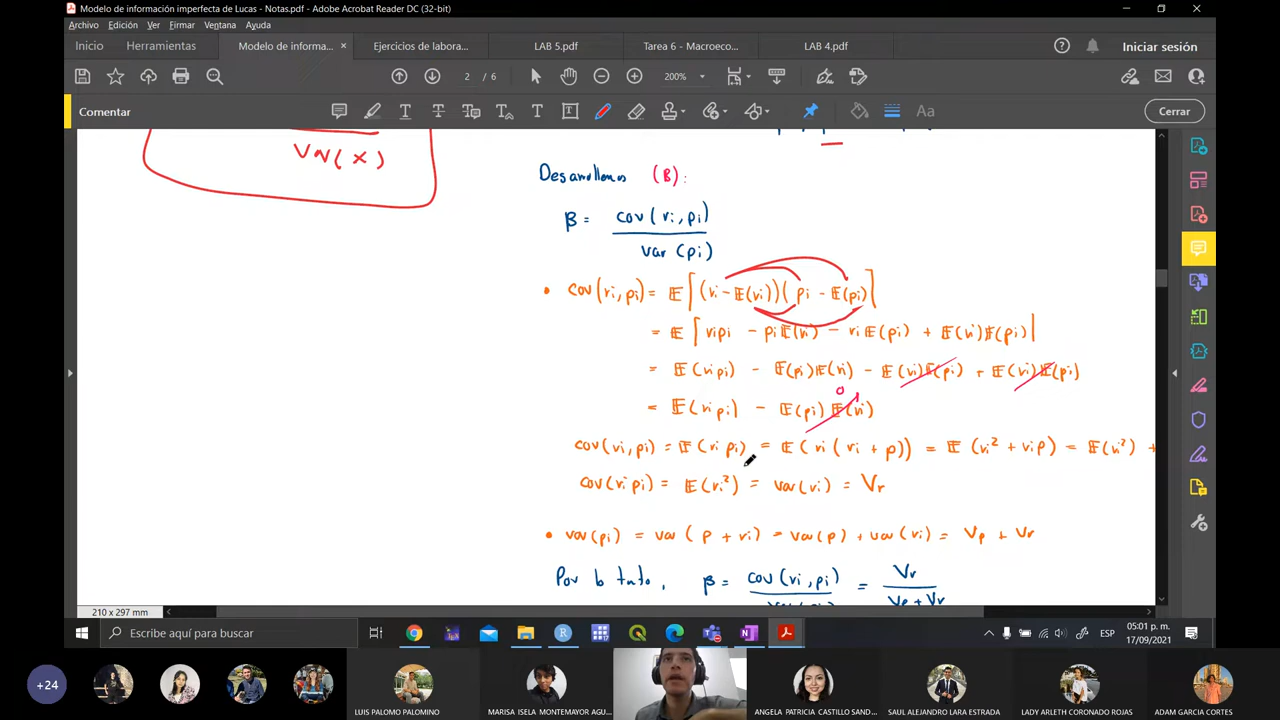 Modelo de información imperfecta de Lucas - Notas.pdf - Adobe Acrobat Reader DC (32-bit)
Archivo Edición Ver Firmar Ventana Ayuda
Inicio Herramientas Modelo de informa... × Ejercicios de labora... LAB 5.pdf Tarea 6 - Macroeco... LAB 4.pdf Iniciar sesión
2 / 6 200%
Comentar Cerrar
Var(x)
Desarrollemos (B):
β = cov(ri, pi)
var(pi)
• cov(ri, pi) = E[(ri - E(ri))(pi - E(pi)]
= E[ripi - piE(ri) - riE(pi) + E(ri)E(pi)]
= E(ripi) - E(pi)E(ri) - E(ri)E(pi) + E(ri)E(pi)
0
= E(ripi) - E(pi)E(ri)
cov(ri, pi) = E(ri pi) = E(ri(ri + p)) = E(ri² + rip) = E(ri²) +
cov(ripi) = E(ri²) = var(ri) = Vr
• var(pi) = var(p + ri) = var(p) + var(ri) = Vp + Vr
Por lo tanto, β = cov(ri, pi) = Vr
Vp + Vr
210 x 297 mm
Escribe aquí para buscar
ESP
05:01 p. m.
17/09/2021
+24
LUIS PALOMO PALOMINO
MARISA ISELA MONTEMAYOR AGU...
ANGELA PATRICIA CASTILLO SAND...
SAUL ALEJANDRO LARA ESTRADA
LADY ARLETH CORONADO ROJAS
ADAM GARCIA CORTES